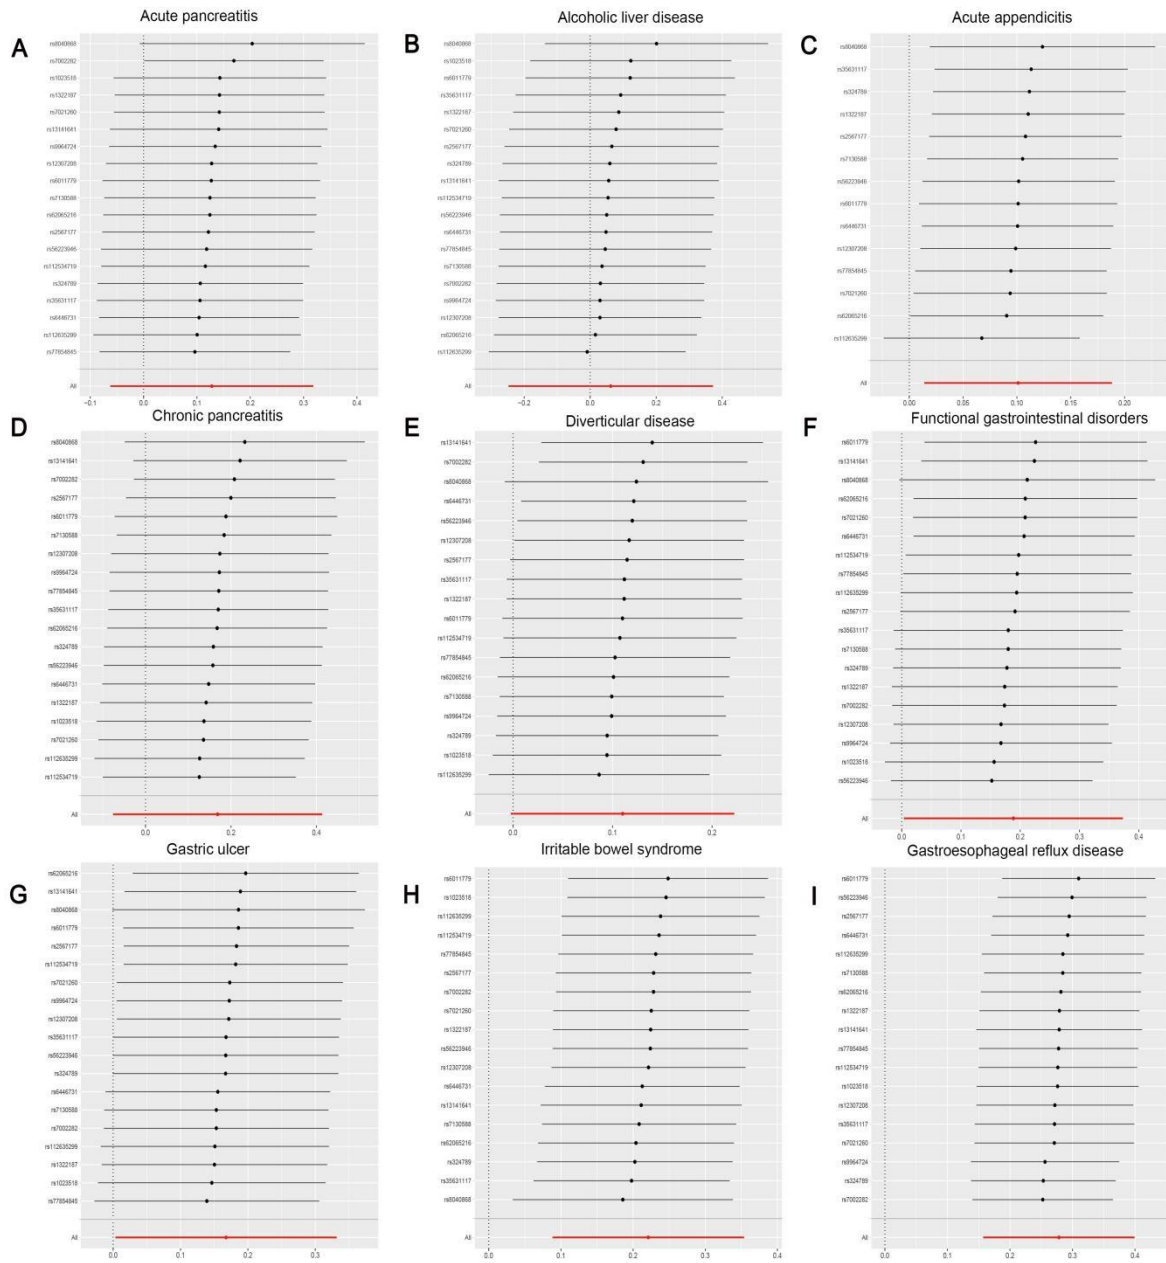 A
Acute pancreatitis
rs8040868
rs7002282
rs1023518
rs1322187
rs7021260
rs13141641
rs9964724
rs12307208
rs6011779
rs7130588
rs62065216
rs2567177
rs56223946
rs112534719
rs324789
rs35631117
rs6446731
rs112635299
rs77854845
All
−0.1 0.0 0.1 0.2 0.3 0.4
B
Alcoholic liver disease
rs8040868
rs1023518
rs6011779
rs35631117
rs1322187
rs7021260
rs2567177
rs324789
rs13141641
rs112534719
rs56223946
rs6446731
rs77854845
rs7130588
rs7002282
rs9964724
rs12307208
rs62065216
rs112635299
All
−0.2 0.0 0.2 0.4
C
Acute appendicitis
rs8040868
rs35631117
rs324789
rs1322187
rs2567177
rs7130588
rs56223946
rs6011779
rs6446731
rs12307208
rs77854845
rs7021260
rs62065216
rs112635299
All
0.00 0.05 0.10 0.15 0.20
D
Chronic pancreatitis
rs8040868
rs13141641
rs7002282
rs2567177
rs6011779
rs7130588
rs12307208
rs9964724
rs77854845
rs35631117
rs62065216
rs324789
rs56223946
rs6446731
rs1322187
rs1023518
rs7021260
rs112635299
rs112534719
All
0.0 0.4
E
Diverticular disease
rs13141641
rs7002282
rs8040868
rs6446731
rs56223946
rs12307208
rs2567177
rs35631117
rs1322187
rs6011779
rs112534719
rs77854845
rs62065216
rs7130588
rs9964724
rs324789
rs1023518
rs112635299
All
0.0 0.1 0.2
F
Functional gastrointestinal disorders
rs6011779
rs13141641
rs8040868
rs62065216
rs7021260
rs6446731
rs112534719
rs77854845
rs112635299
rs2567177
rs35631117
rs7130588
rs324789
rs1322187
rs7002282
rs12307208
rs9964724
rs1023518
rs56223946
All
0.0 0.1 0.2 0.3 0.4
G
Gastric ulcer
rs62065216
rs13141641
rs8040868
rs6011779
rs2567177
rs112534719
rs7021260
rs9964724
rs12307208
rs35631117
rs56223946
rs324789
rs6446731
rs7130588
rs7002282
rs112635299
rs1322187
rs1023518
rs77854845
All
0.0 0.1 0.2 0.3
H
Irritable bowel syndrome
rs6011779
rs1023518
rs112635299
rs112534719
rs77854845
rs2567177
rs7002282
rs7021260
rs1322187
rs56223946
rs12307208
rs6446731
rs13141641
rs7130588
rs62065216
rs324789
rs35631117
rs8040868
All
0.0 0.1 0.2 0.3 0.4
I
Gastroesophageal reflux disease
rs6011779
rs56223946
rs2567177
rs6446731
rs112635299
rs7130588
rs62065216
rs1322187
rs13141641
rs77854845
rs112534719
rs1023518
rs12307208
rs35631117
rs7021260
rs9964724
rs324789
rs7002282
All
0.0 0.1 0.2 0.3 0.4